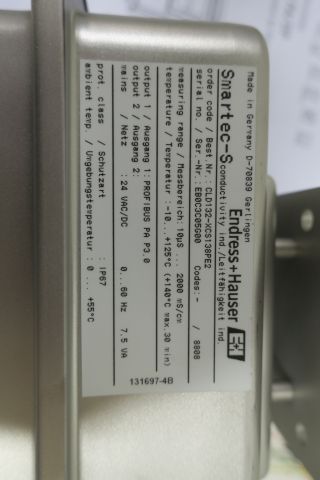 Made in Germany D-70839 Gerlingen
Endress+Hauser E+H
Smartec-S conductivity ind./Leitfähigkeit ind.
order code / Best.Nr.: CLD132-XCS138PE2
serial no. / Ser.-Nr.: EB0C3C05G00 Codes:- / 8808
measuring range / Messbereich: 10µS ... 2000 mS/cm
temperature / Temperatur :-10...+125°C (+140°C max.30 min)
output 1 / Ausgang 1: PROFIBUS PA P3.0
output 2 / Ausgang 2:
mains / Netz : 24 VAC/DC 0..60 Hz 7.5 VA
prot. class / Schutzart : IP67
ambient temp. / Umgebungstemperatur : 0 ... +55°C
131697-4B